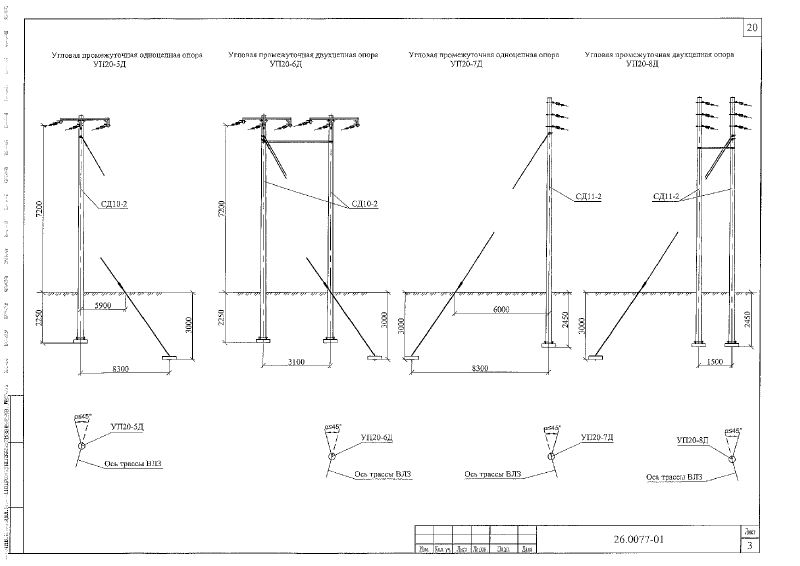 20
Угловая промежуточная одноцепная опора
УП20-5Д
Угловая промежуточная двухцепная опора
УП20-6Д
Угловая промежуточная одноцепная опора
УП20-7Д
Угловая промежуточная двухцепная опора
УП20-8Д
7200
СД10-2
5900
2250
3000
8300
7200
СД10-2
2250
3000
3100
СД11-2
6000
3000
2450
8300
СД11-2
3000
2450
1500
α≤45°
УП20-5Д
Ось трассы ВЛЗ
α≤45°
УП20-6Д
Ось трассы ВЛЗ
α≤45°
УП20-7Д
Ось трассы ВЛЗ
α≤45°
УП20-8Д
Ось трассы ВЛЗ
Изм. Кол.уч. Лист № док. Подп. Дата
26.0077-01
Лист
3